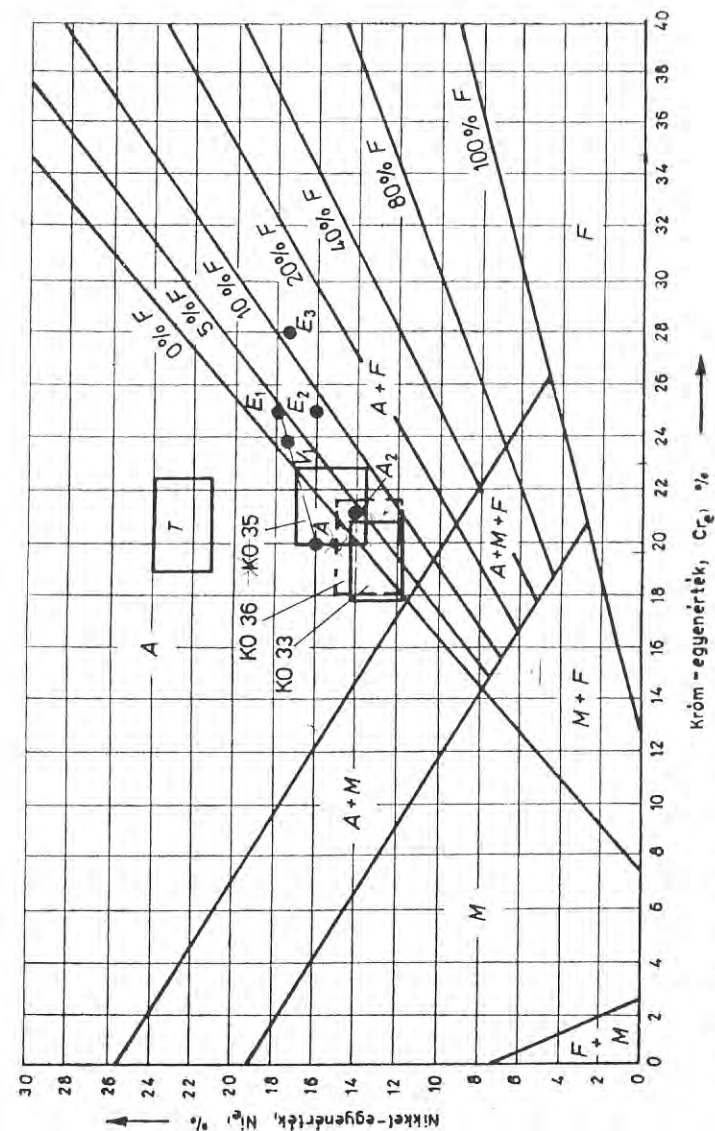 Nikkel-egyenérték, Niₑ, %
30 28 26 24 22 20 18 16 14 12 10 8 6 4 2 0
0 2 4 6 8 10 12 14 16 18 20 22 24 26 28 30 32 34 36 38 40
Króm-egyenérték, Crₑ, %
0% F
5% F
10% F
20% F
40% F
80% F
100% F
T
A
KO 35
KO 36
KO 33
A
V₁
E₁
E₂
E₃
A₂
A+F
F
A+M+F
A+M
M+F
M
F+
M